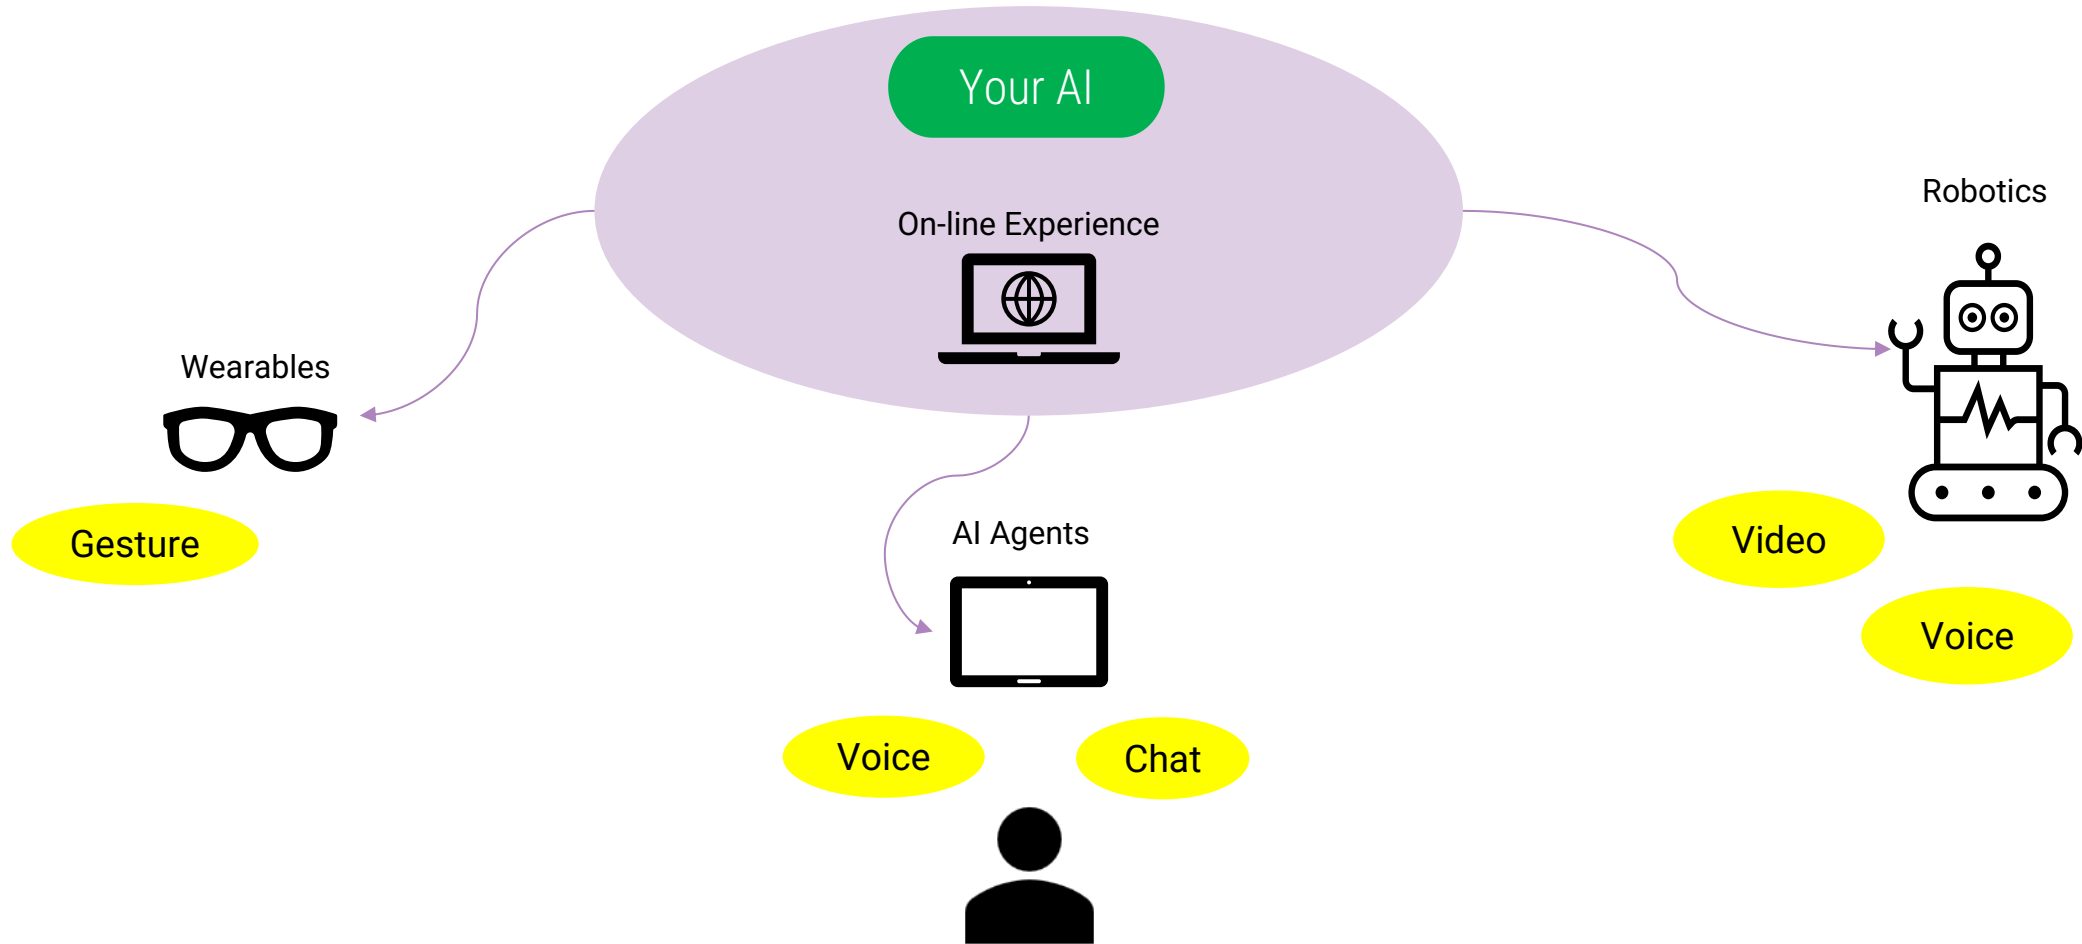 Your AI
On-line Experience
Robotics
Wearables
AI Agents
Gesture
Video
Voice
Voice
Chat